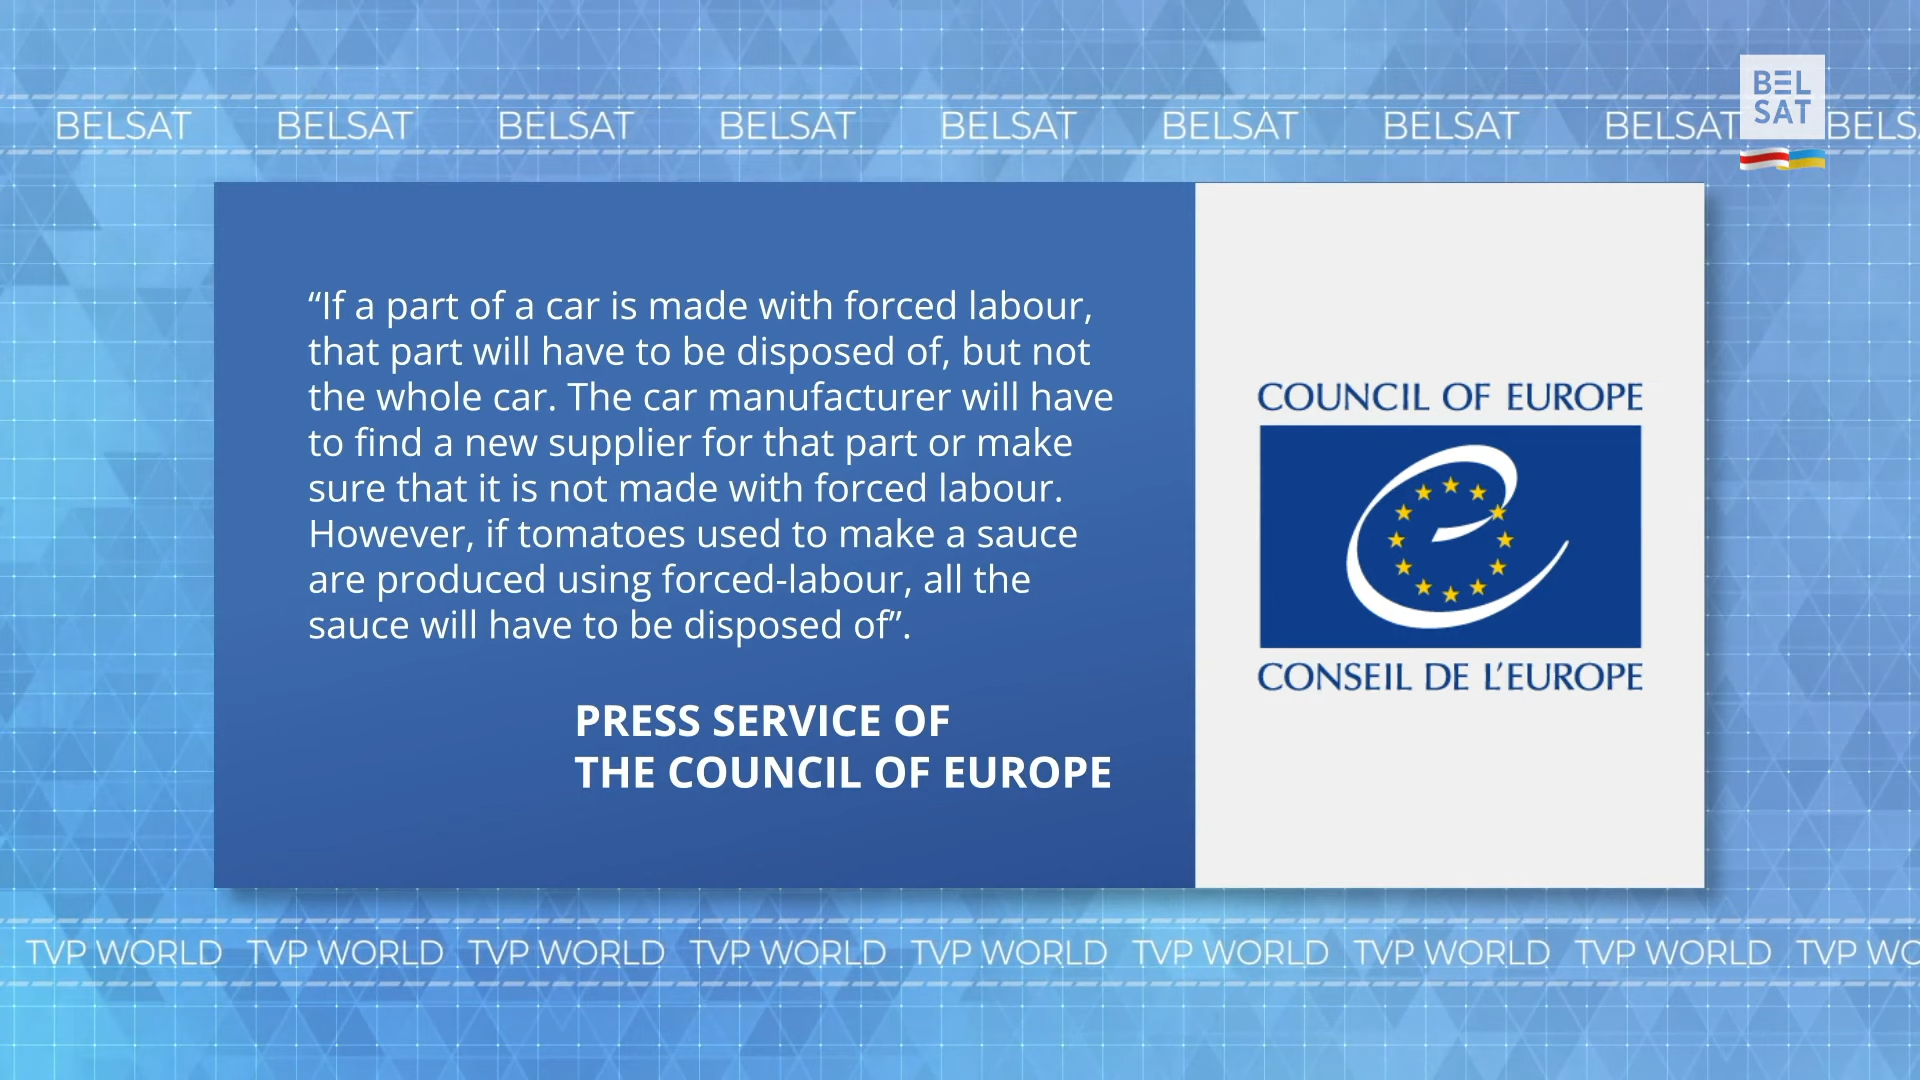 BELSAT BELSAT BELSAT BELSAT BELSAT BELSAT BELSAT BELSAT BELS
BEL
SAT
“If a part of a car is made with forced labour,
that part will have to be disposed of, but not
the whole car. The car manufacturer will have
to find a new supplier for that part or make
sure that it is not made with forced labour.
However, if tomatoes used to make a sauce
are produced using forced-labour, all the
sauce will have to be disposed of”.
PRESS SERVICE OF
THE COUNCIL OF EUROPE
COUNCIL OF EUROPE
CONSEIL DE L’EUROPE
TVP WORLD TVP WORLD TVP WORLD TVP WORLD TVP WORLD TVP WORLD TVP WORLD TVP WORLD TVP WO